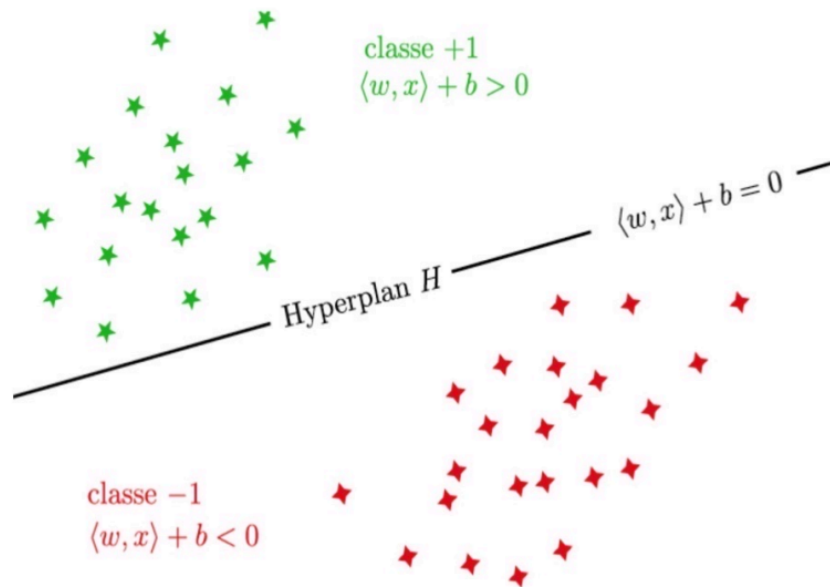 classe +1
⟨w, x⟩ + b > 0
⟨w, x⟩ + b = 0
Hyperplan H
classe −1
⟨w, x⟩ + b < 0